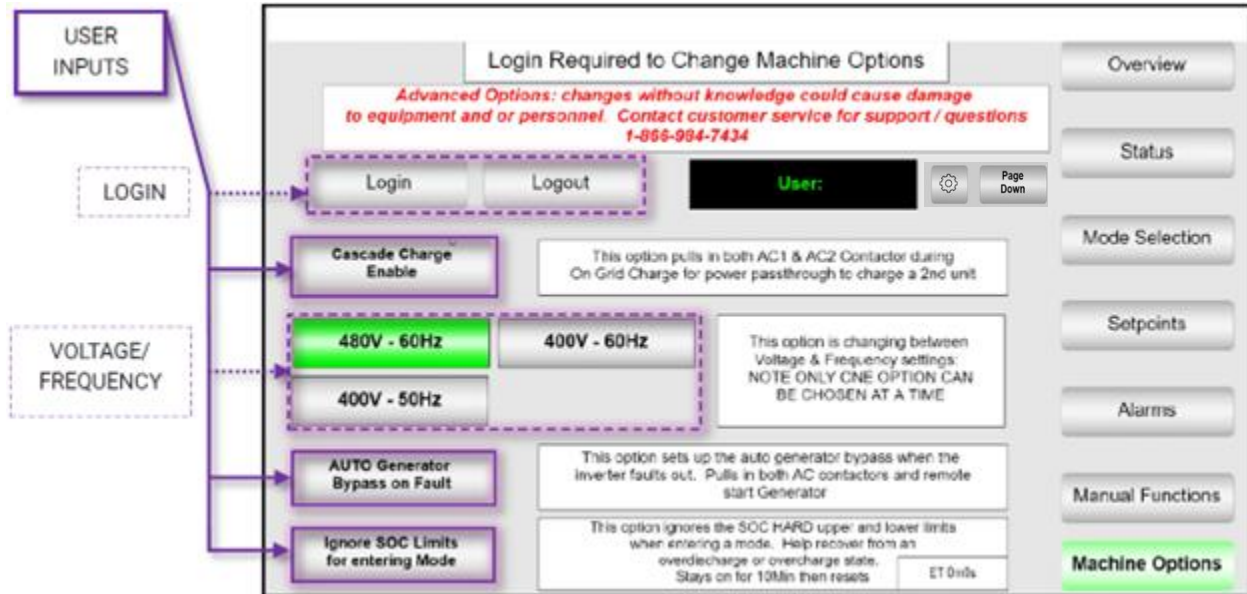 USER
INPUTS
LOGIN
VOLTAGE/
FREQUENCY
Login Required to Change Machine Options
Advanced Options: changes without knowledge could cause damage
to equipment and or personnel. Contact customer service for support / questions
1-866-984-7434
Login
Logout
User:
Page
Down
Cascade Charge
Enable
This option pulls in both AC1 & AC2 Contactor during
On Grid Charge for power passthrough to charge a 2nd unit
480V - 60Hz
400V - 60Hz
400V - 50Hz
This option is changing between
Voltage & Frequency settings:
NOTE ONLY ONE OPTION CAN
BE CHOSEN AT A TIME
AUTO Generator
Bypass on Fault
This option sets up the auto generator bypass when the
inverter faults out. Pulls in both AC contactors and remote
start Generator
Ignore SOC Limits
for entering Mode
This option ignores the SOC HARD upper and lower limits
when entering a mode. Help recover from an
overdiecharge or overcharge state.
Stays on for 10Min then resets
ET 0m0s
Overview
Status
Mode Selection
Setpoints
Alarms
Manual Functions
Machine Options